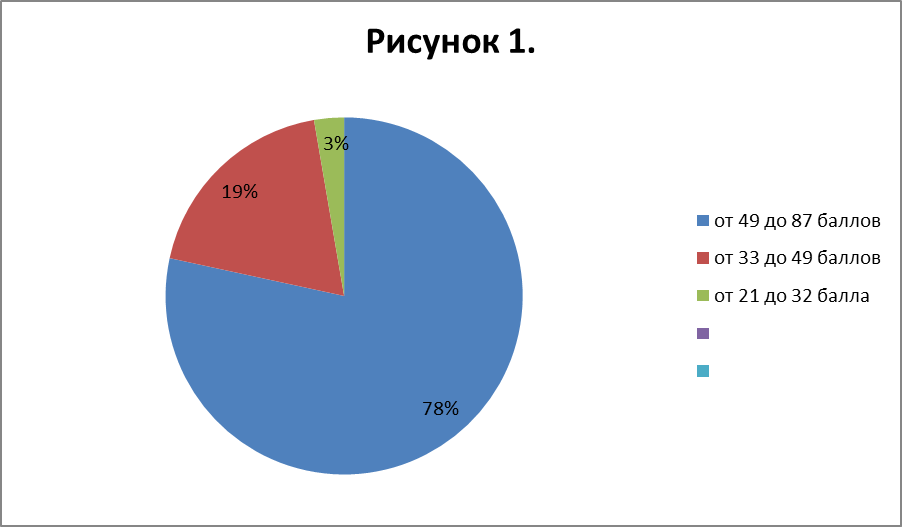 Рисунок 1.
3%
19%
78%
от 49 до 87 баллов
от 33 до 49 баллов
от 21 до 32 балла